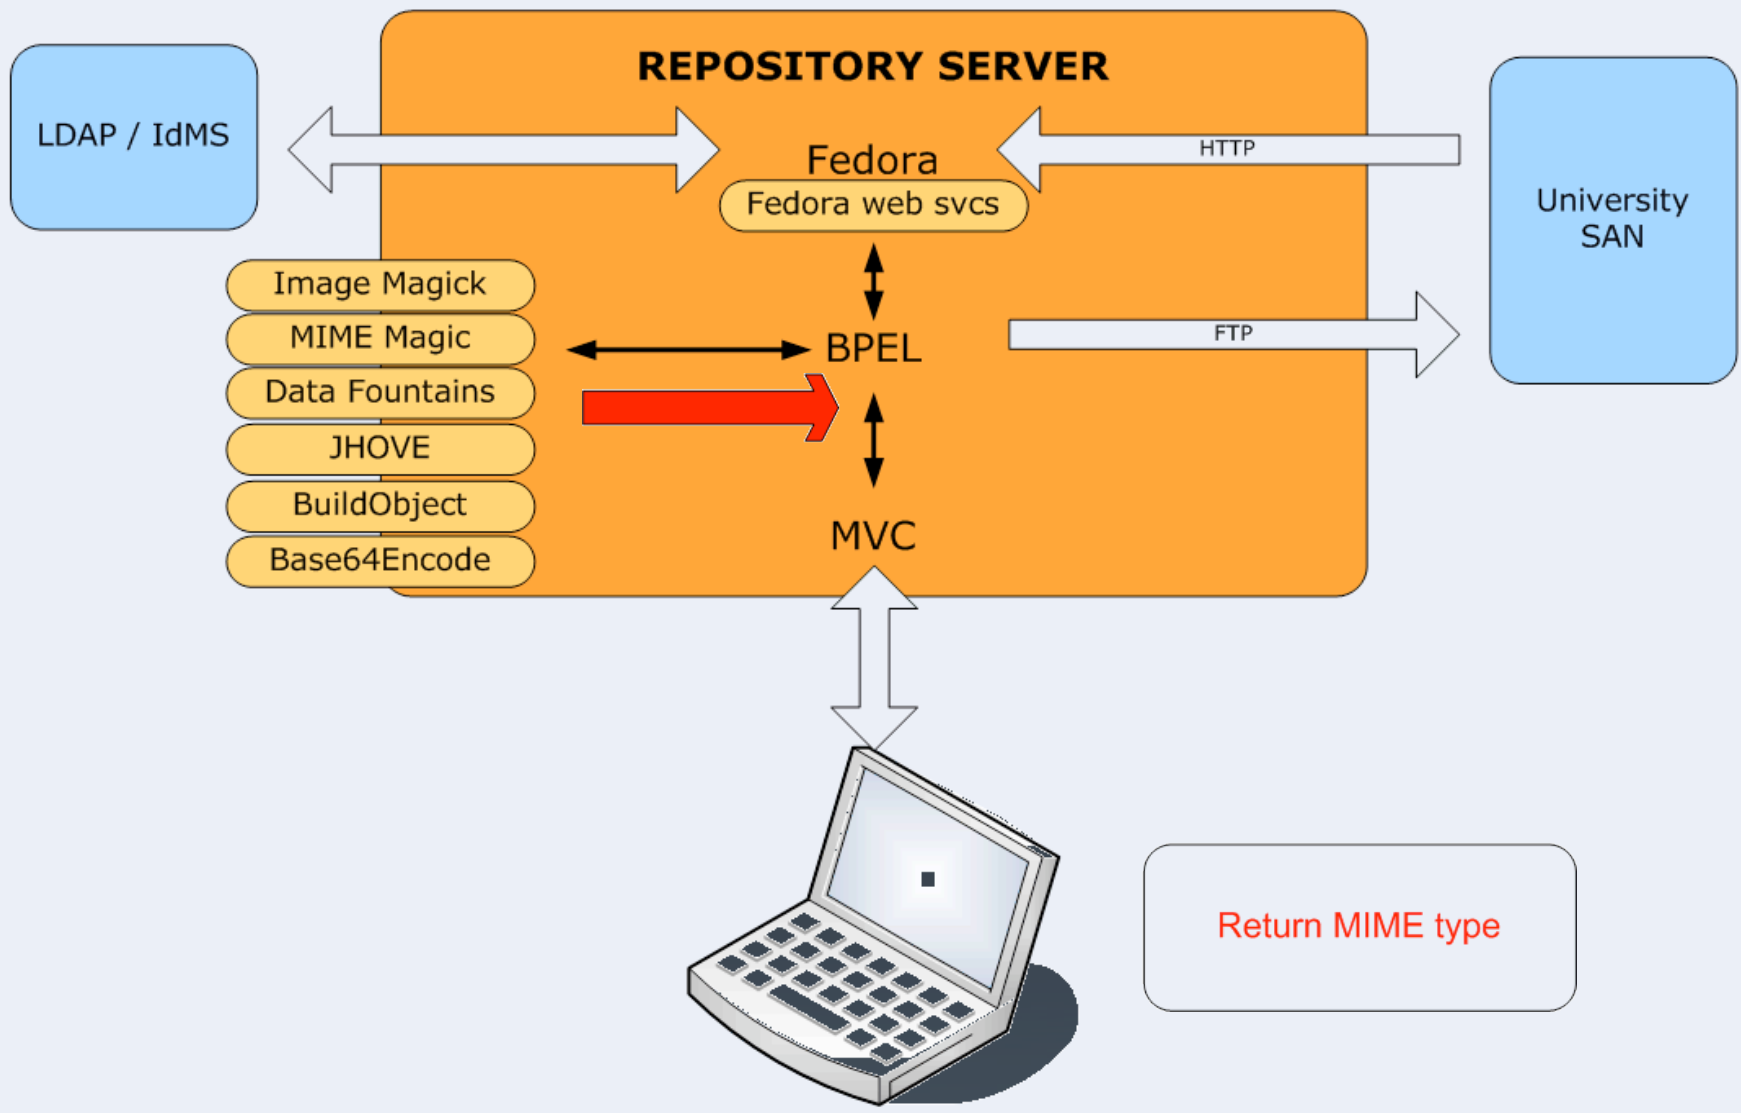 REPOSITORY SERVER
LDAP / IdMS
HTTP
Fedora
Fedora web svcs
University
SAN
Image Magick
MIME Magic
Data Fountains
JHOVE
BuildObject
Base64Encode
BPEL
FTP
MVC
Return MIME type